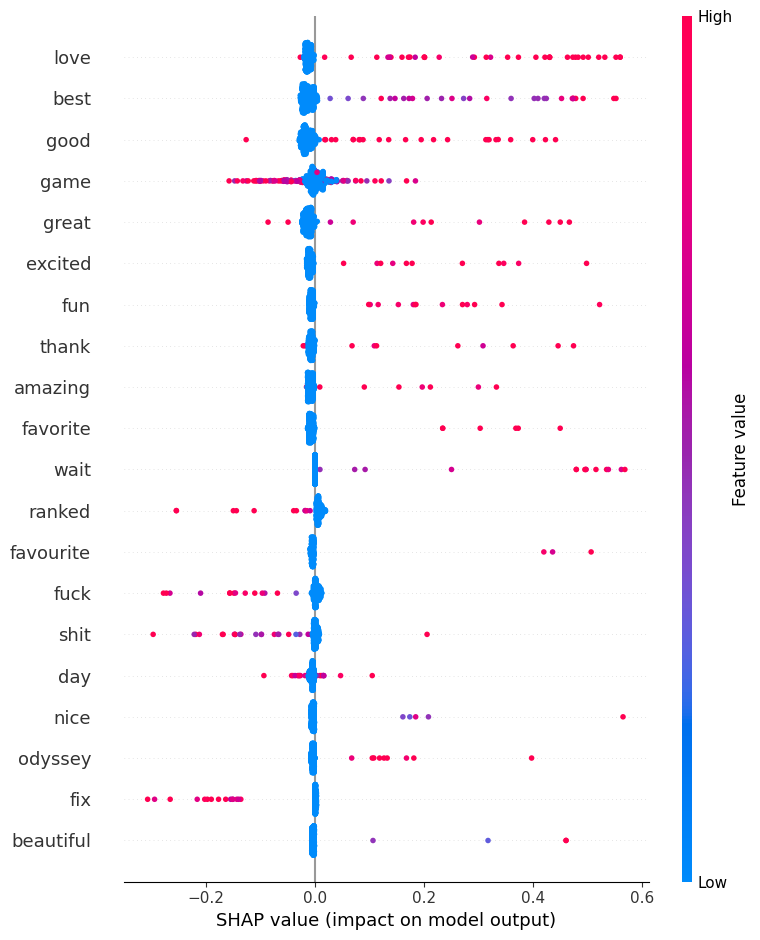 High
love
best
good
game
great
excited
fun
thank
amazing
favorite
wait
ranked
favourite
fuck
shit
day
nice
odyssey
fix
beautiful
Feature value
Low
−0.2 0.0 0.2 0.4 0.6
SHAP value (impact on model output)